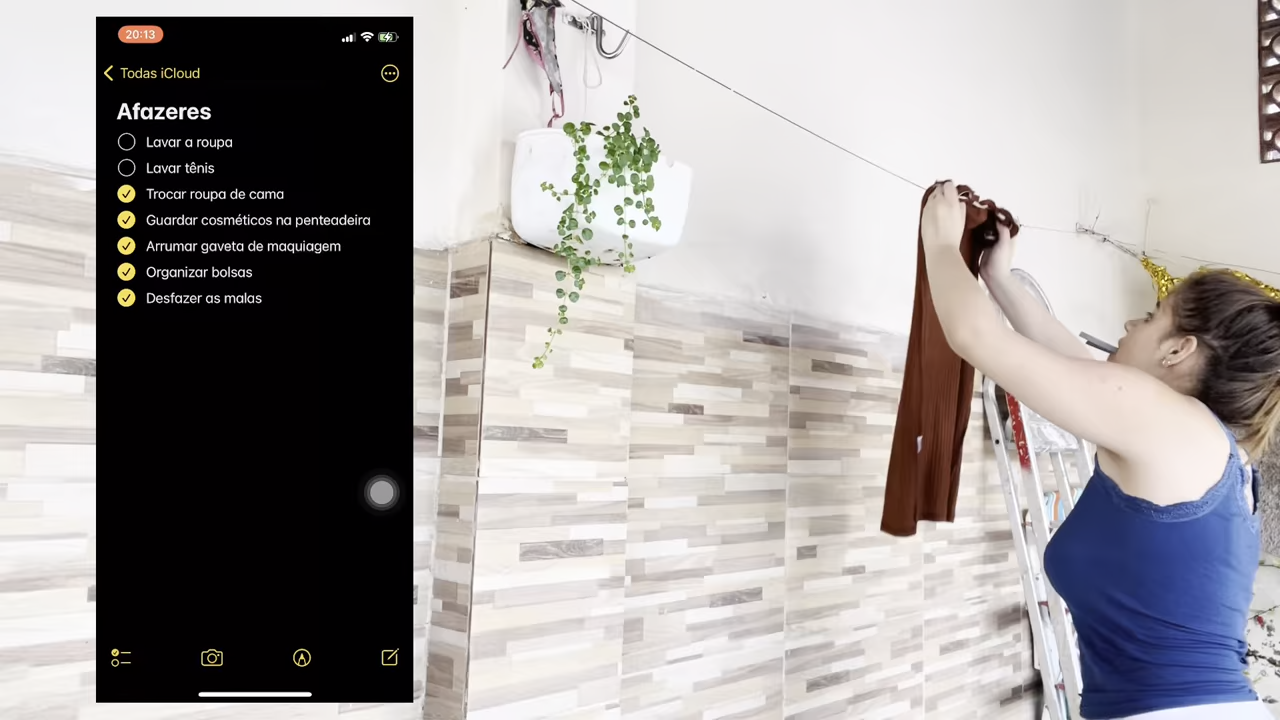 20:13
Todas iCloud
Afazeres
Lavar a roupa
Lavar tênis
Trocar roupa de cama
Guardar cosméticos na penteadeira
Arrumar gaveta de maquiagem
Organizar bolsas
Desfazer as malas